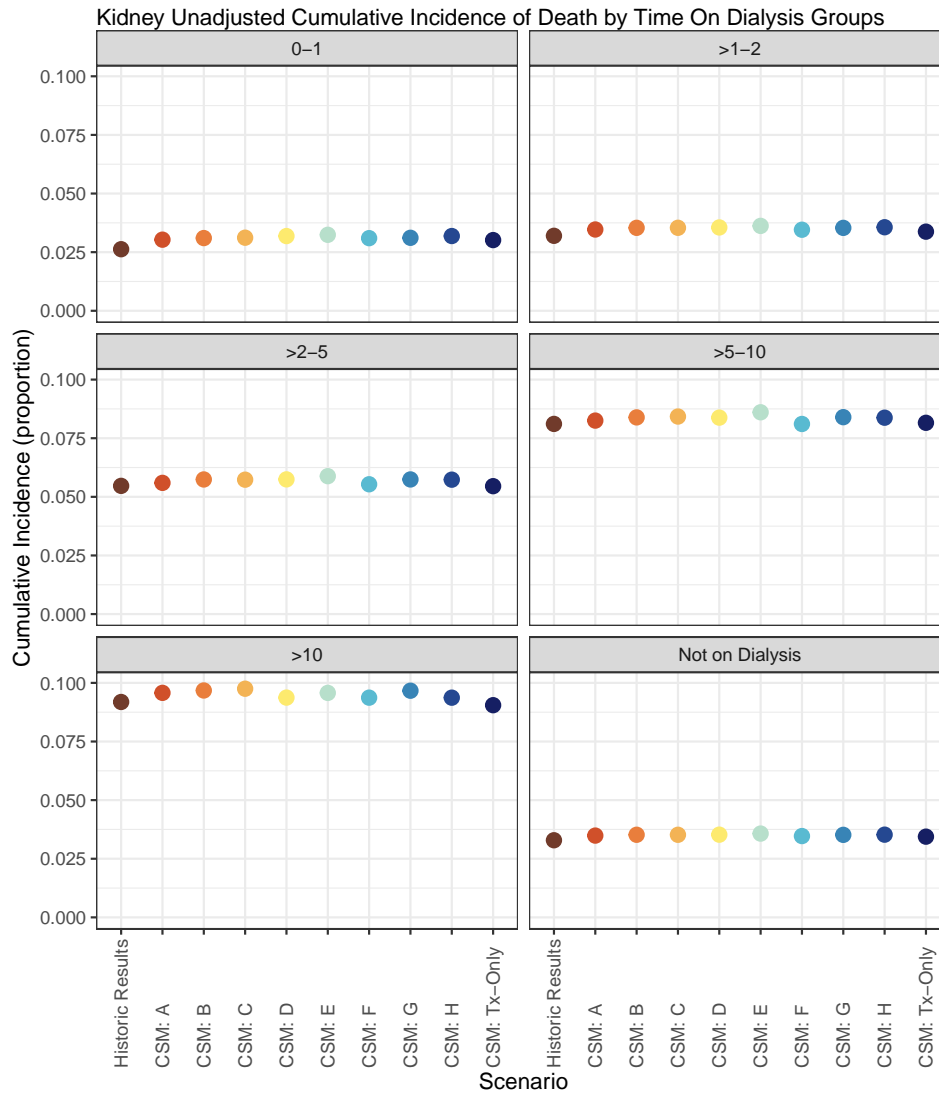 Kidney Unadjusted Cumulative Incidence of Death by Time On Dialysis Groups
0−1
>1−2
0.100
0.075
0.050
0.025
0.000
>2−5
>5−10
0.100
0.075
0.050
0.025
0.000
>10
Not on Dialysis
0.100
0.075
0.050
0.025
0.000
Cumulative Incidence (proportion)
Historic Results
CSM: A
CSM: B
CSM: C
CSM: D
CSM: E
CSM: F
CSM: G
CSM: H
CSM: Tx−Only
Historic Results
CSM: A
CSM: B
CSM: C
CSM: D
CSM: E
CSM: F
CSM: G
CSM: H
CSM: Tx−Only
Scenario